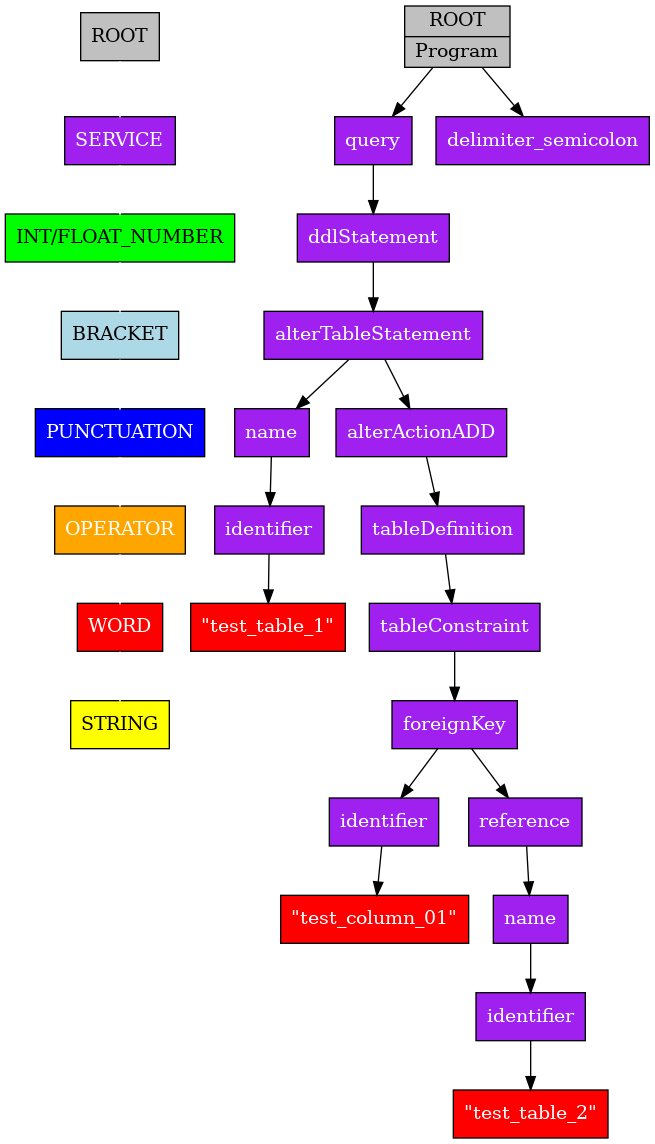 ROOT
ROOT
Program
SERVICE
query
delimiter_semicolon
INT/FLOAT_NUMBER
ddlStatement
BRACKET
alterTableStatement
PUNCTUATION
name
alterActionADD
OPERATOR
identifier
tableDefinition
WORD
"test_table_1"
tableConstraint
STRING
foreignKey
identifier
reference
"test_column_01"
name
identifier
"test_table_2"